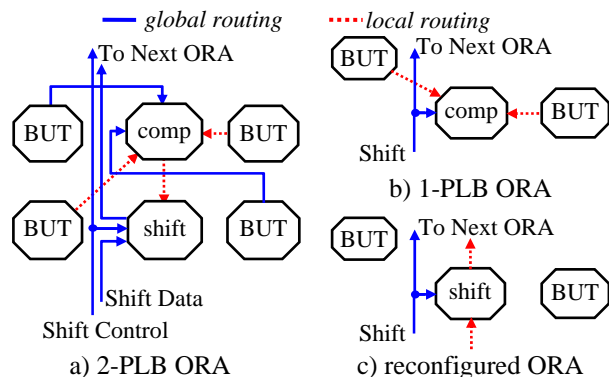 global routing
local routing
To Next ORA
BUT
comp
BUT
BUT
shift
BUT
Shift Data
Shift Control
a) 2-PLB ORA
To Next ORA
BUT
comp
BUT
Shift
b) 1-PLB ORA
To Next ORA
BUT
shift
BUT
Shift
c) reconfigured ORA